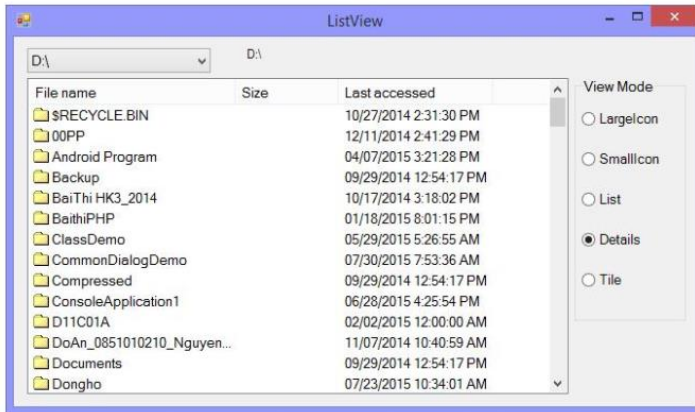 ListView
D:\ D:\
File name Size Last accessed
$RECYCLE.BIN 10/27/2014 2:31:30 PM
00PP 12/11/2014 2:41:29 PM
Android Program 04/07/2015 3:21:28 PM
Backup 09/29/2014 12:54:17 PM
BaiThi HK3_2014 10/17/2014 3:18:02 PM
BaithiPHP 01/18/2015 8:01:15 PM
ClassDemo 05/29/2015 5:26:55 AM
CommonDialogDemo 07/30/2015 7:53:36 AM
Compressed 09/29/2014 12:54:17 PM
ConsoleApplication1 06/28/2015 4:25:54 PM
D11C01A 02/02/2015 12:00:00 AM
DoAn_0851010210_Nguyen... 11/07/2014 10:40:59 AM
Documents 09/29/2014 12:54:17 PM
Dongho 07/23/2015 10:34:01 AM
View Mode
LargeIcon
SmallIcon
List
Details
Tile